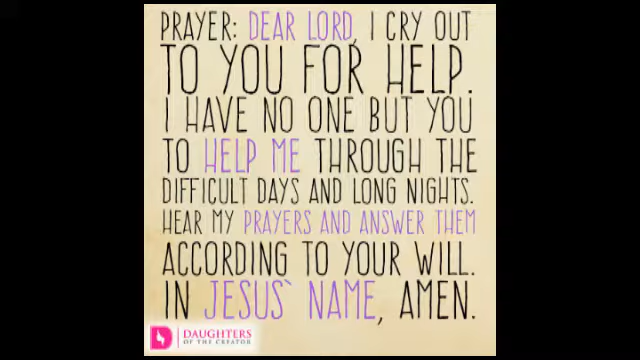 PRAYER: DEAR LORD, I CRY OUT
TO YOU FOR HELP.
I HAVE NO ONE BUT YOU
TO HELP ME THROUGH THE
DIFFICULT DAYS AND LONG NIGHTS.
HEAR MY PRAYERS AND ANSWER THEM
ACCORDING TO YOUR WILL.
IN JESUS` NAME, AMEN.
DAUGHTERS
OF THE CREATOR